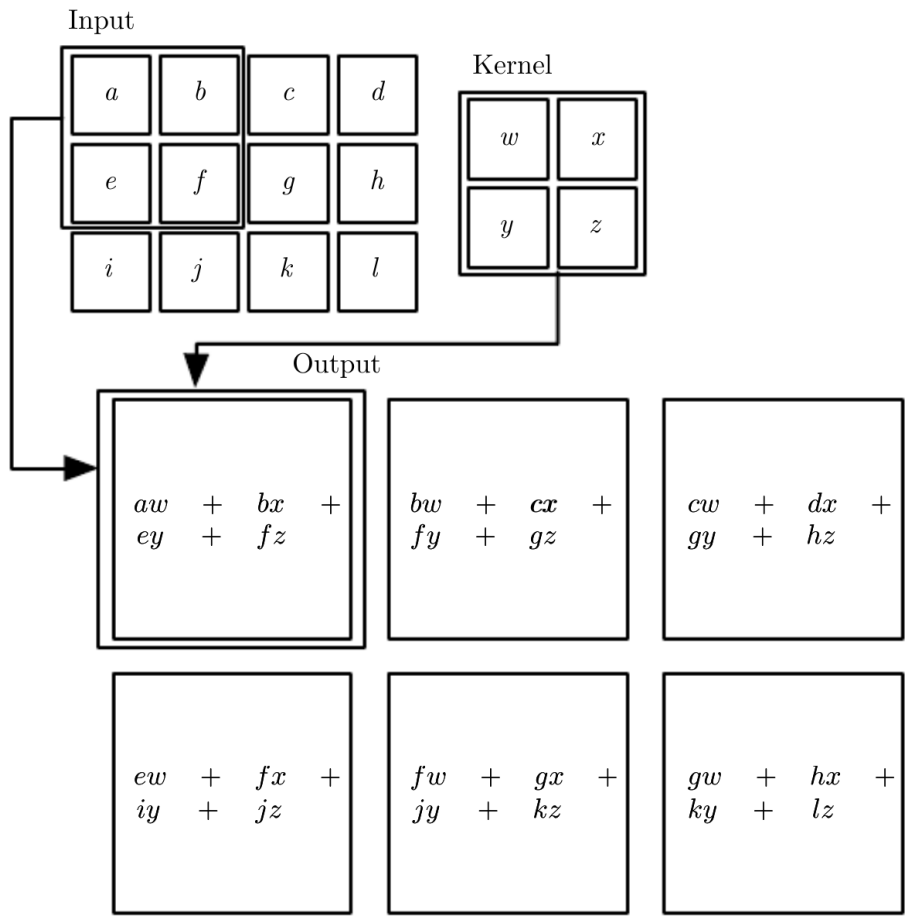 Input
Kernel
a b c d
w x
e f g h
y z
i j k l
Output
aw + bx +
ey + fz
bw + cx +
fy + gz
cw + dx +
gy + hz
ew + fx +
iy + jz
fw + gx +
jy + kz
gw + hx +
ky + lz